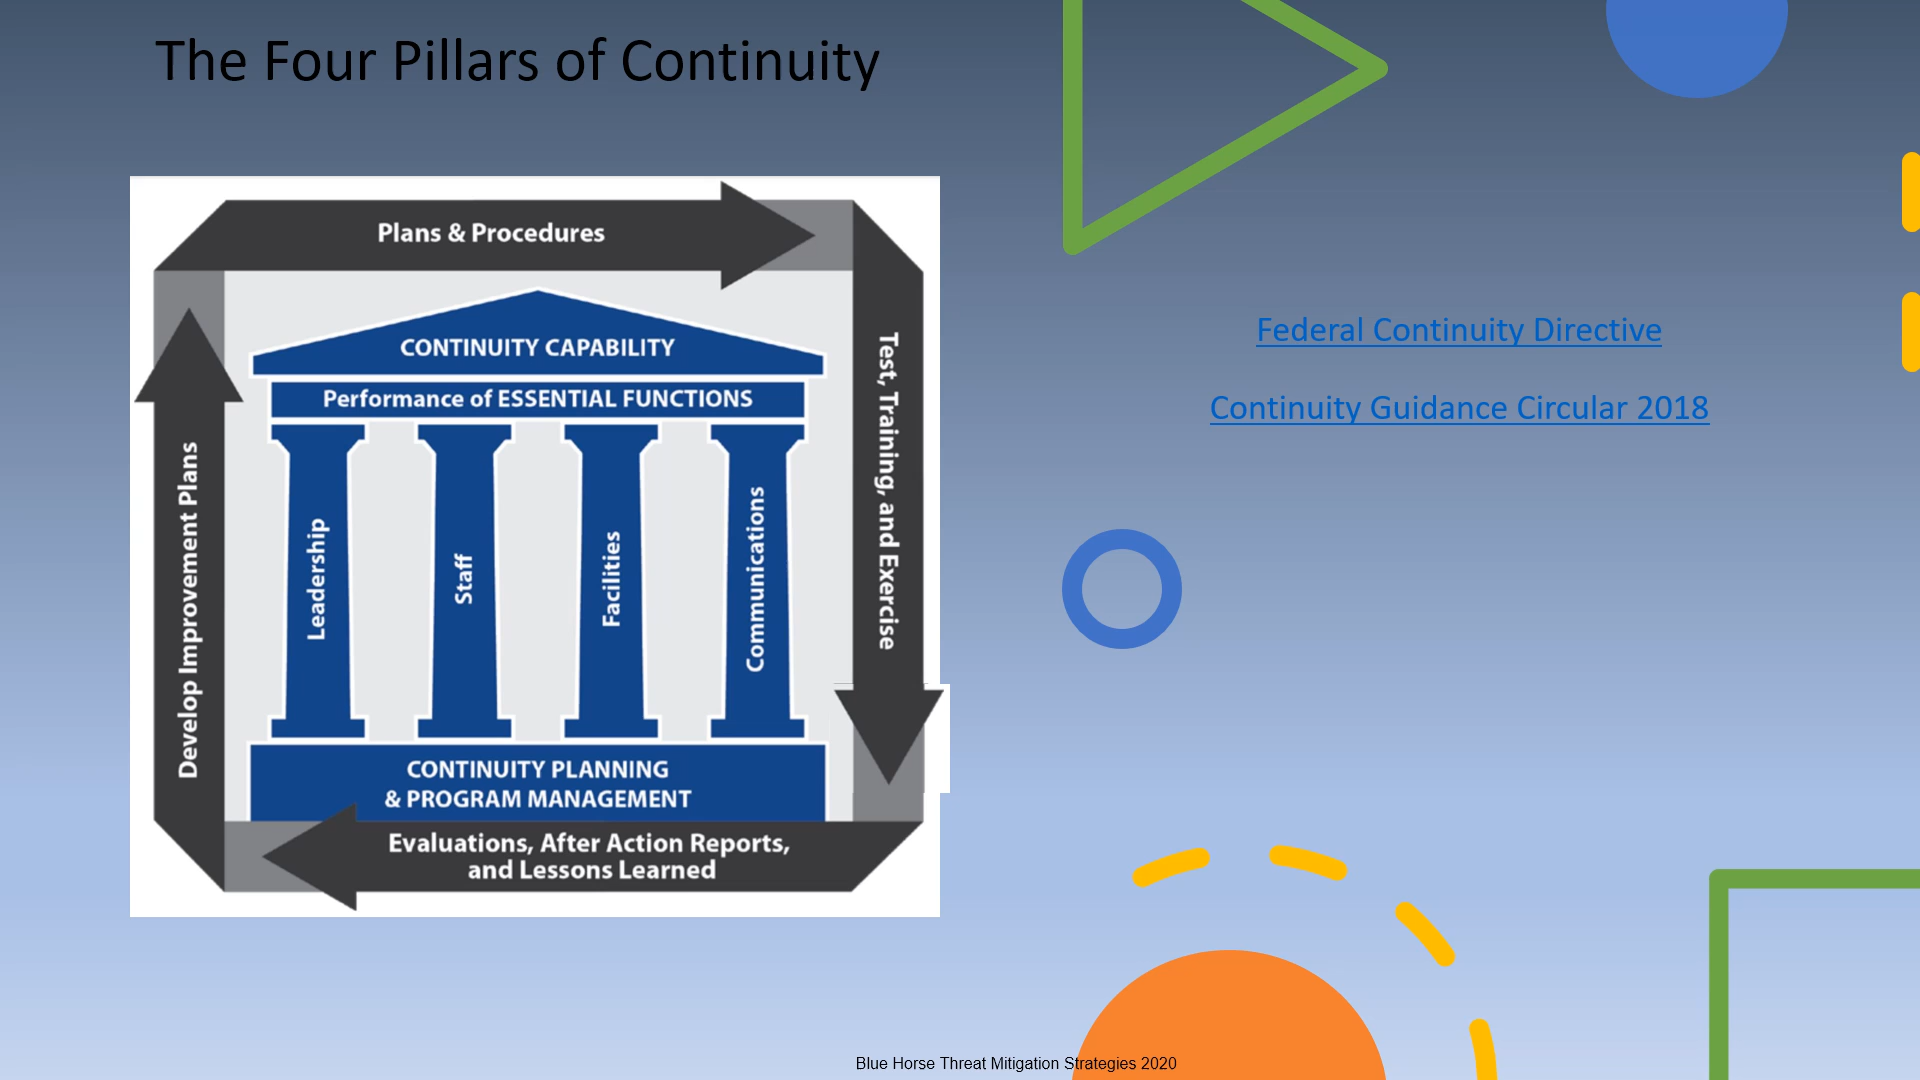 The Four Pillars of Continuity
Plans & Procedures
CONTINUITY CAPABILITY
Performance of ESSENTIAL FUNCTIONS
Leadership
Staff
Facilities
Communications
CONTINUITY PLANNING
& PROGRAM MANAGEMENT
Test, Training, and Exercise
Evaluations, After Action Reports,
and Lessons Learned
Develop Improvement Plans
Federal Continuity Directive
Continuity Guidance Circular 2018
Blue Horse Threat Mitigation Strategies 2020